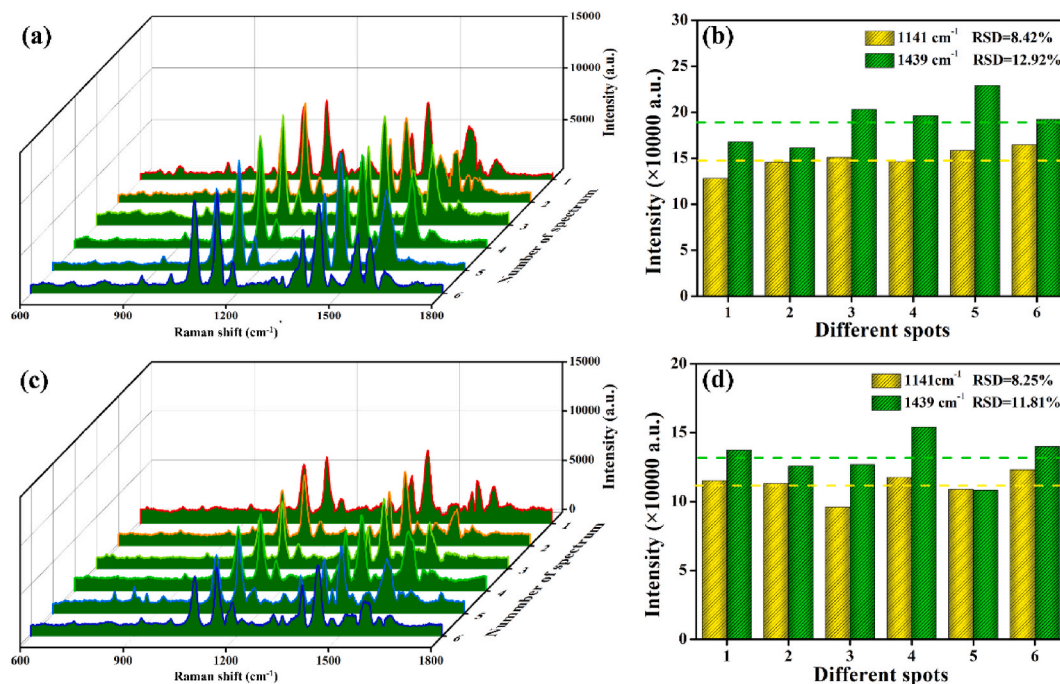 (a)
15000
10000
5000
Intensity (a.u.)
1
2
3
4
5
6
Number of spectrum
600
900
1200
1500
1800
Raman shift (cm⁻¹)
(b)
30
25
20
15
10
5
0
Intensity (×10000 a.u.)
1141 cm⁻¹ RSD=8.42%
1439 cm⁻¹ RSD=12.92%
1 2 3 4 5 6
Different spots
(c)
15000
10000
5000
0
Intensity (a.u.)
1
2
3
4
5
6
Nummber of spectrum
600
900
1200
1500
1800
Raman shift (cm⁻¹)
(d)
20
15
10
5
0
Intensity (×10000 a.u.)
1141cm⁻¹ RSD=8.25%
1439 cm⁻¹ RSD=11.81%
1 2 3 4 5 6
Different spots